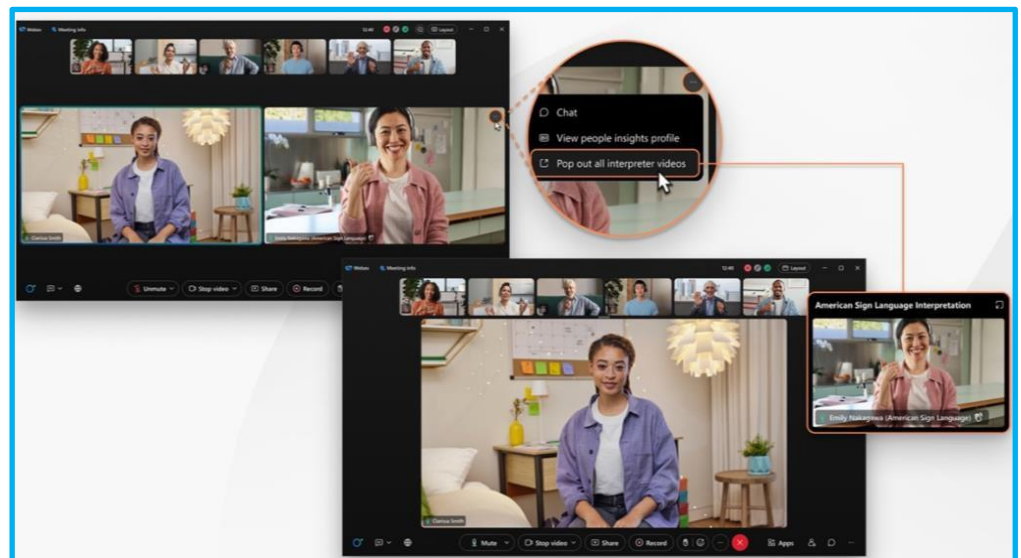 Webex Meeting info 12:40 Layout
Clarissa Smith
Emily Nakagawa (American Sign Language)
Unmute Stop video Share Record
Chat
View people insights profile
Pop out all interpreter videos
Webex Meeting info 12:40 Layout
Clarissa Smith
Mute Stop video Share Record Apps
American Sign Language Interpretation
Emily Nakagawa (American Sign Language)